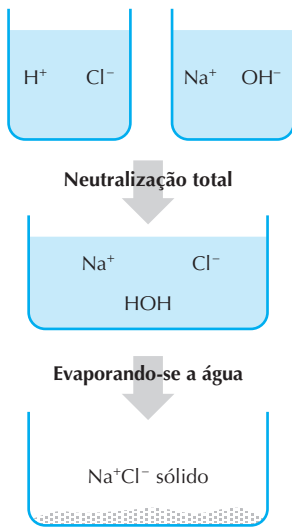 H⁺ Cl⁻ Na⁺ OH⁻
Neutralização total
Na⁺ Cl⁻
HOH
Evaporando-se a água
Na⁺Cl⁻ sólido